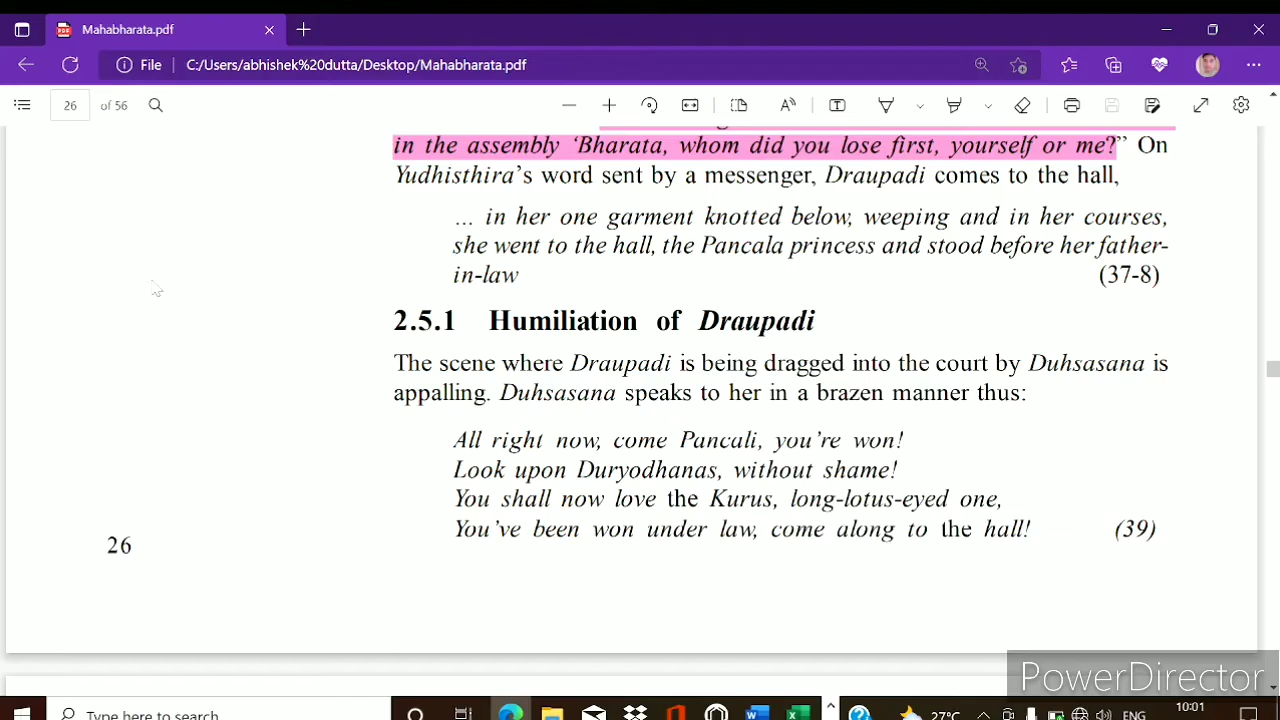 Mahabharata.pdf
File C:/Users/abhishek%20dutta/Desktop/Mahabharata.pdf
26 of 56
in the assembly ‘Bharata, whom did you lose first, yourself or me?” On
Yudhisthira’s word sent by a messenger, Draupadi comes to the hall,
... in her one garment knotted below, weeping and in her courses,
she went to the hall, the Pancala princess and stood before her father-
in-law (37-8)
2.5.1 Humiliation of Draupadi
The scene where Draupadi is being dragged into the court by Duhsasana is
appalling. Duhsasana speaks to her in a brazen manner thus:
All right now, come Pancali, you’re won!
Look upon Duryodhanas, without shame!
You shall now love the Kurus, long-lotus-eyed one,
You’ve been won under law, come along to the hall! (39)
26
PowerDirector
Type here to search
27°C ENG 10:01